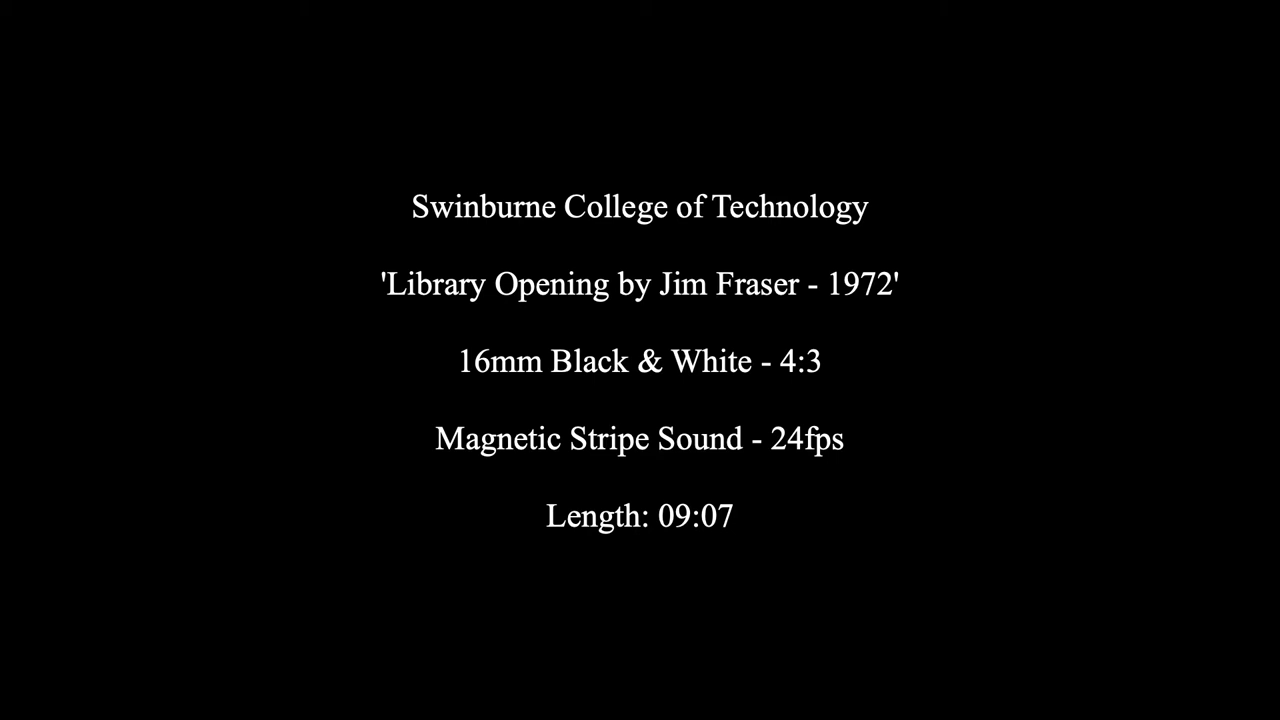 Swinburne College of Technology
'Library Opening by Jim Fraser - 1972'
16mm Black & White - 4:3
Magnetic Stripe Sound - 24fps
Length: 09:07